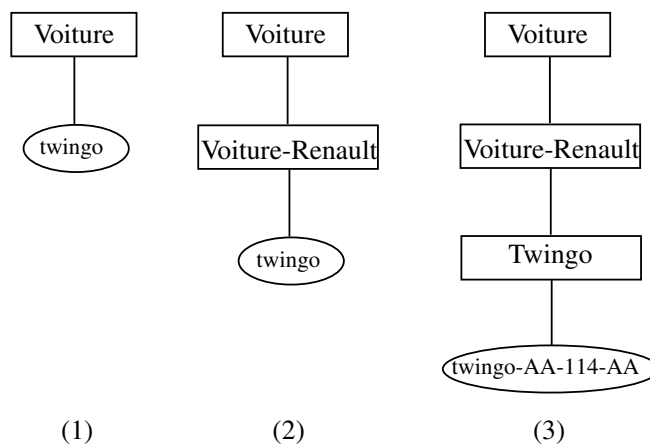 Voiture
twingo
(1)
Voiture
Voiture-Renault
twingo
(2)
Voiture
Voiture-Renault
Twingo
twingo-AA-114-AA
(3)